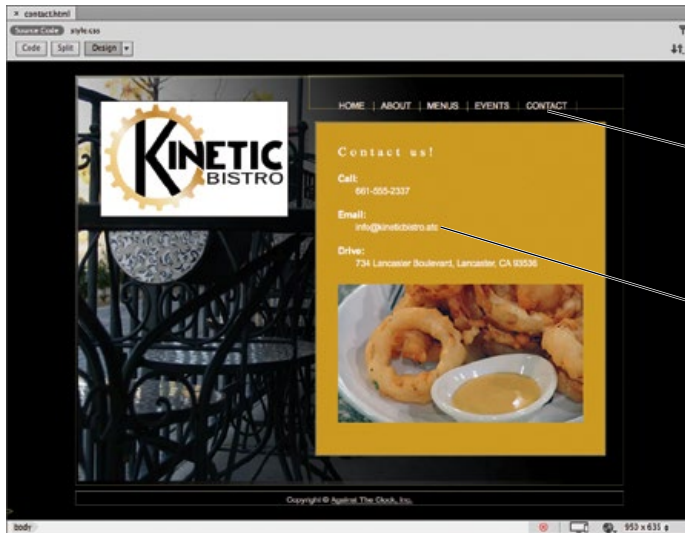 × contact.html
Source Code style.css
Code Split Design
HOME | ABOUT | MENUS | EVENTS | CONTACT |
KINETIC
BISTRO
Contact us!
Call:
661-555-2337
Email:
info@kineticbistro.atc
Drive:
734 Lancaster Boulevard, Lancaster, CA 93536
Copyright © Against The Clock, Inc.
body
950 x 635